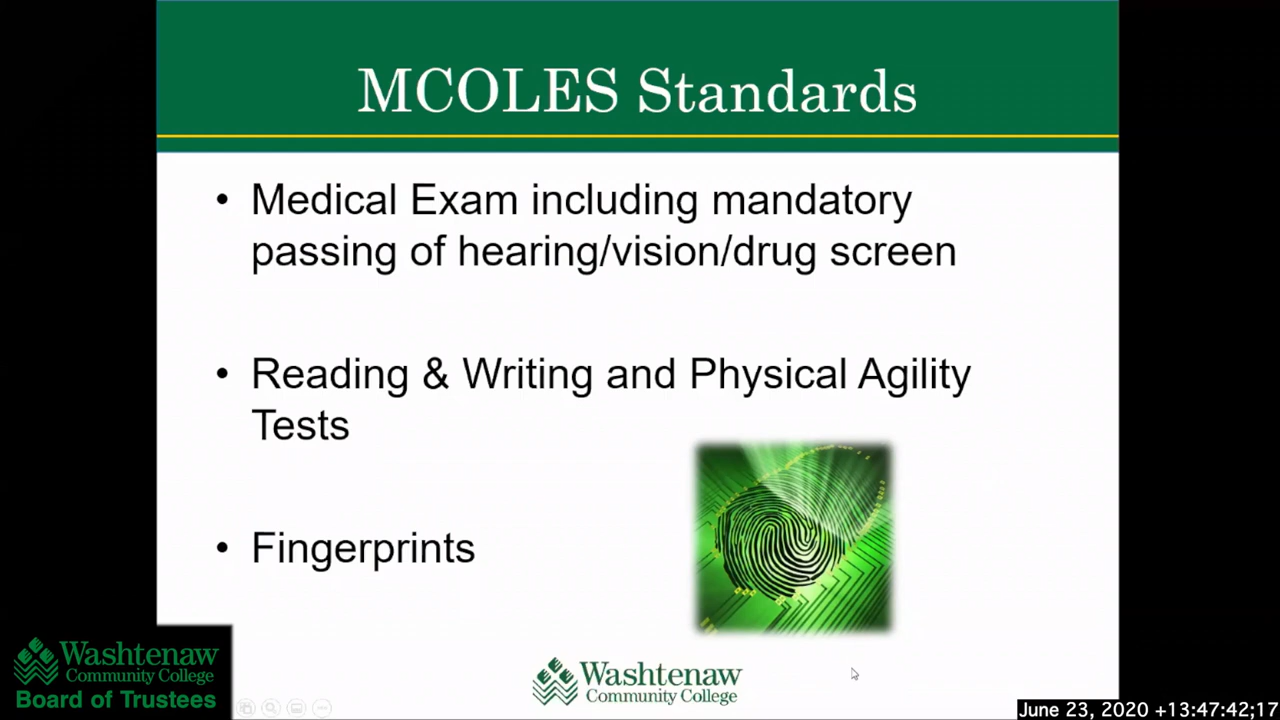 MCOLES Standards
• Medical Exam including mandatory
passing of hearing/vision/drug screen
• Reading & Writing and Physical Agility
Tests
• Fingerprints
Washtenaw
Community College
Board of Trustees
Washtenaw
Community College
June 23, 2020 +13:47:42;17